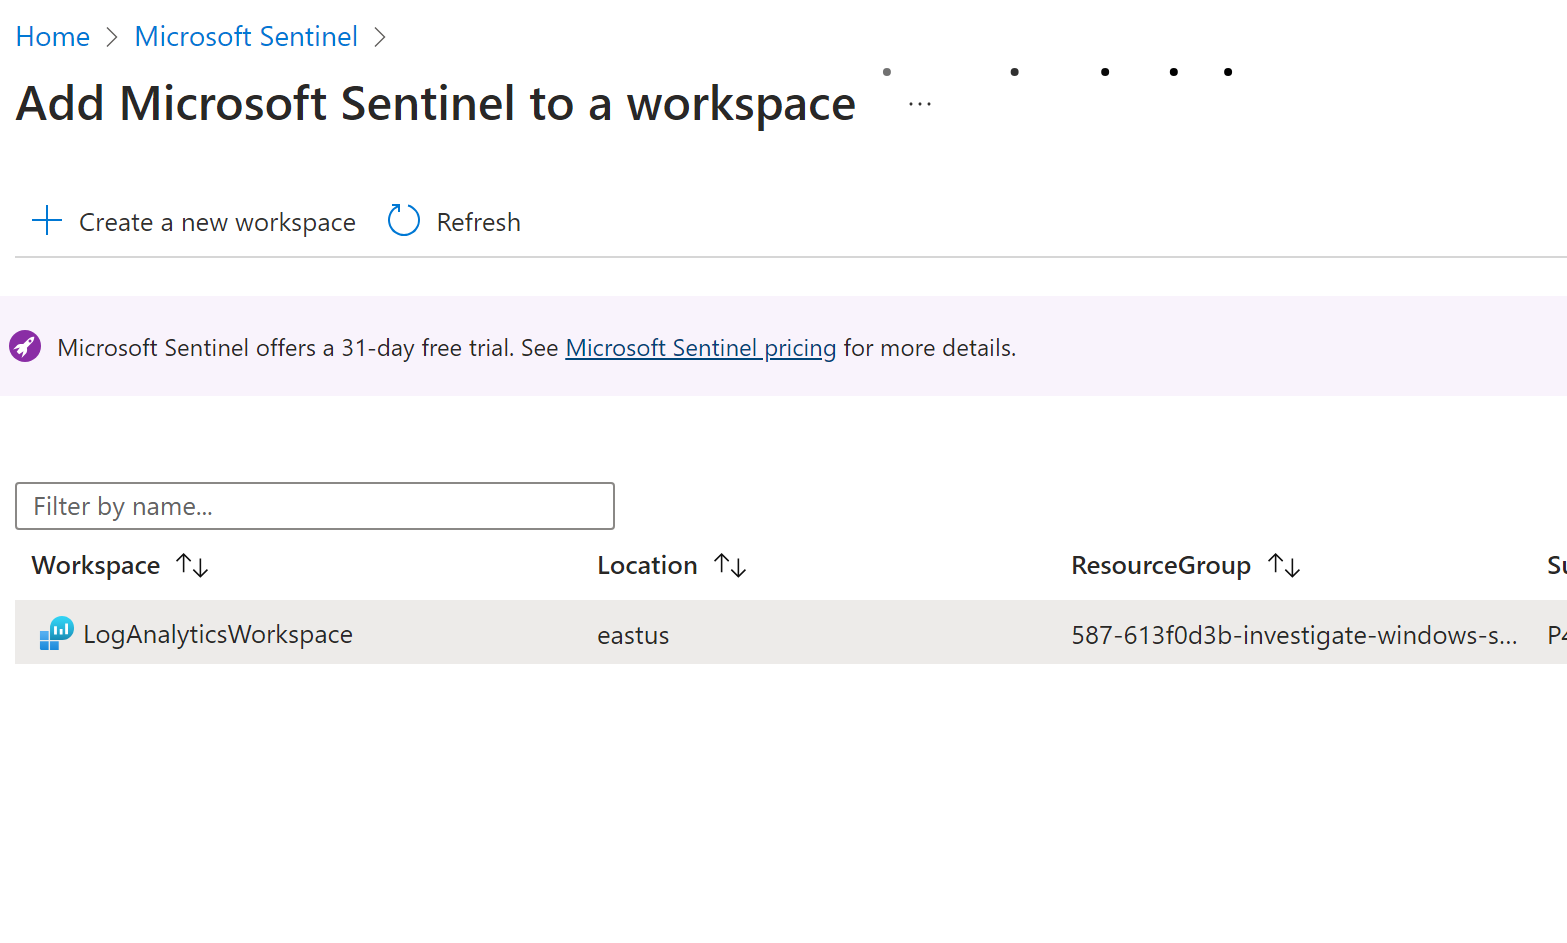 Home > Microsoft Sentinel >
Add Microsoft Sentinel to a workspace ...
Create a new workspace Refresh
Microsoft Sentinel offers a 31-day free trial. See Microsoft Sentinel pricing for more details.
Filter by name...
Workspace ↑↓ Location ↑↓ ResourceGroup ↑↓ Su
LogAnalyticsWorkspace eastus 587-613f0d3b-investigate-windows-s... P4